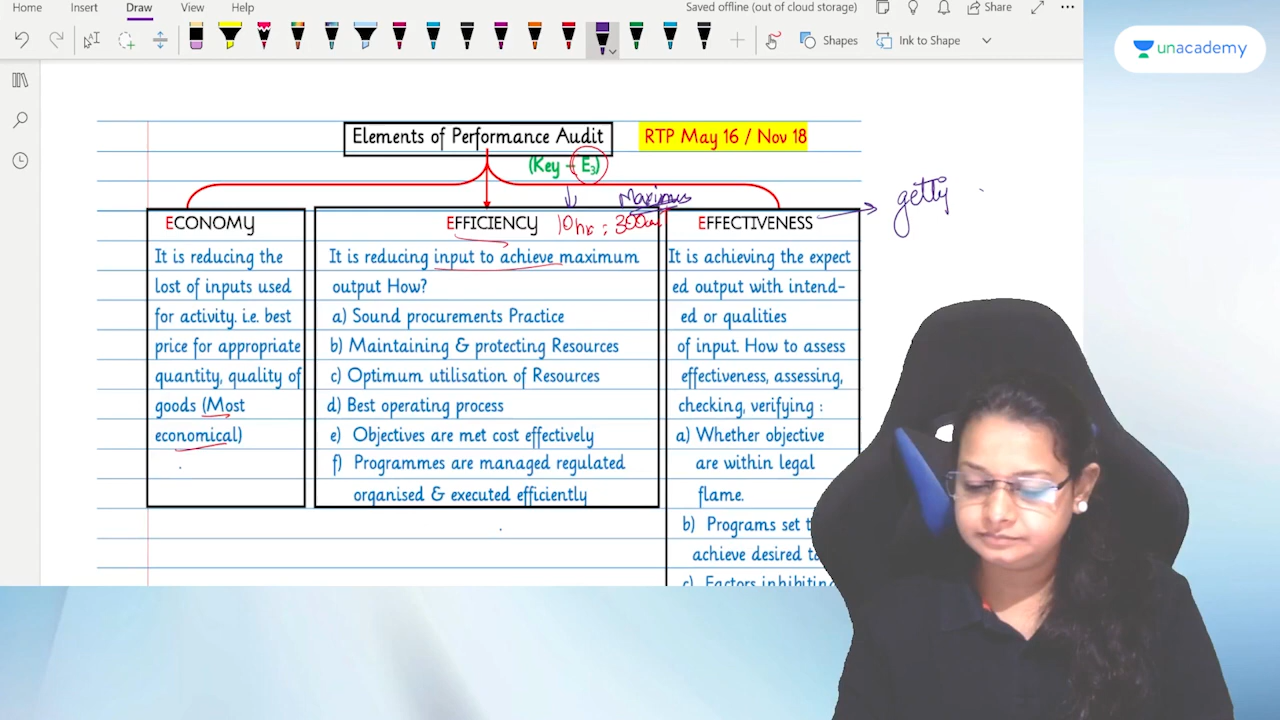 Saved offline (out of cloud storage)
Share
Home Insert Draw View Help
Shapes
Ink to Shape
unacademy
Elements of Performance Audit
RTP May 16 / Nov 18
(Key - E3)
Maximum
10hr : 300
getty
ECONOMY
It is reducing the
lost of inputs used
for activity. i.e. best
price for appropriate
quantity, quality of
goods (Most
economical)
EFFICIENCY
It is reducing input to achieve maximum
output How?
a) Sound procurements Practice
b) Maintaining & protecting Resources
c) Optimum utilisation of Resources
d) Best operating process
e) Objectives are met cost effectively
f) Programmes are managed regulated
organised & executed efficiently
EFFECTIVENESS
It is achieving the expect
ed output with intend-
ed or qualities
of input. How to assess
effectiveness, assessing,
checking, verifying :
a) Whether objective
are within legal
flame.
b) Programs set
achieve desired
c) Factors inhibiting